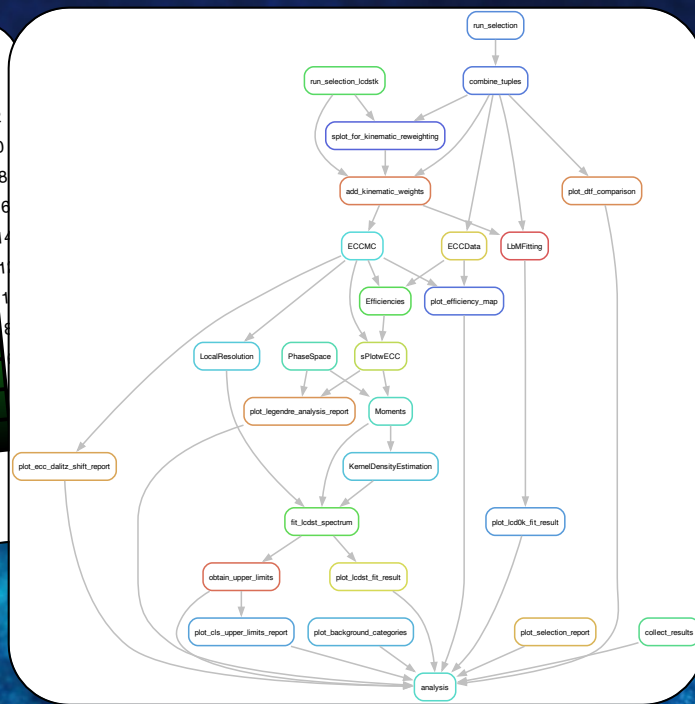 run_selection
run_selection_lcdstk
combine_tuples
splot_for_kinematic_reweighting
add_kinematic_weights
plot_dtf_comparison
ECCMC
ECCData
LbMFitting
Efficiencies
plot_efficiency_map
LocalResolution
PhaseSpace
sPlotwECC
plot_legendre_analysis_report
Moments
plot_ecc_dalitz_shift_report
KernelDensityEstimation
fit_lcdst_spectrum
plot_lcd0k_fit_result
obtain_upper_limits
plot_lcdst_fit_result
plot_cls_upper_limits_report
plot_background_categories
plot_selection_report
collect_results
analysis